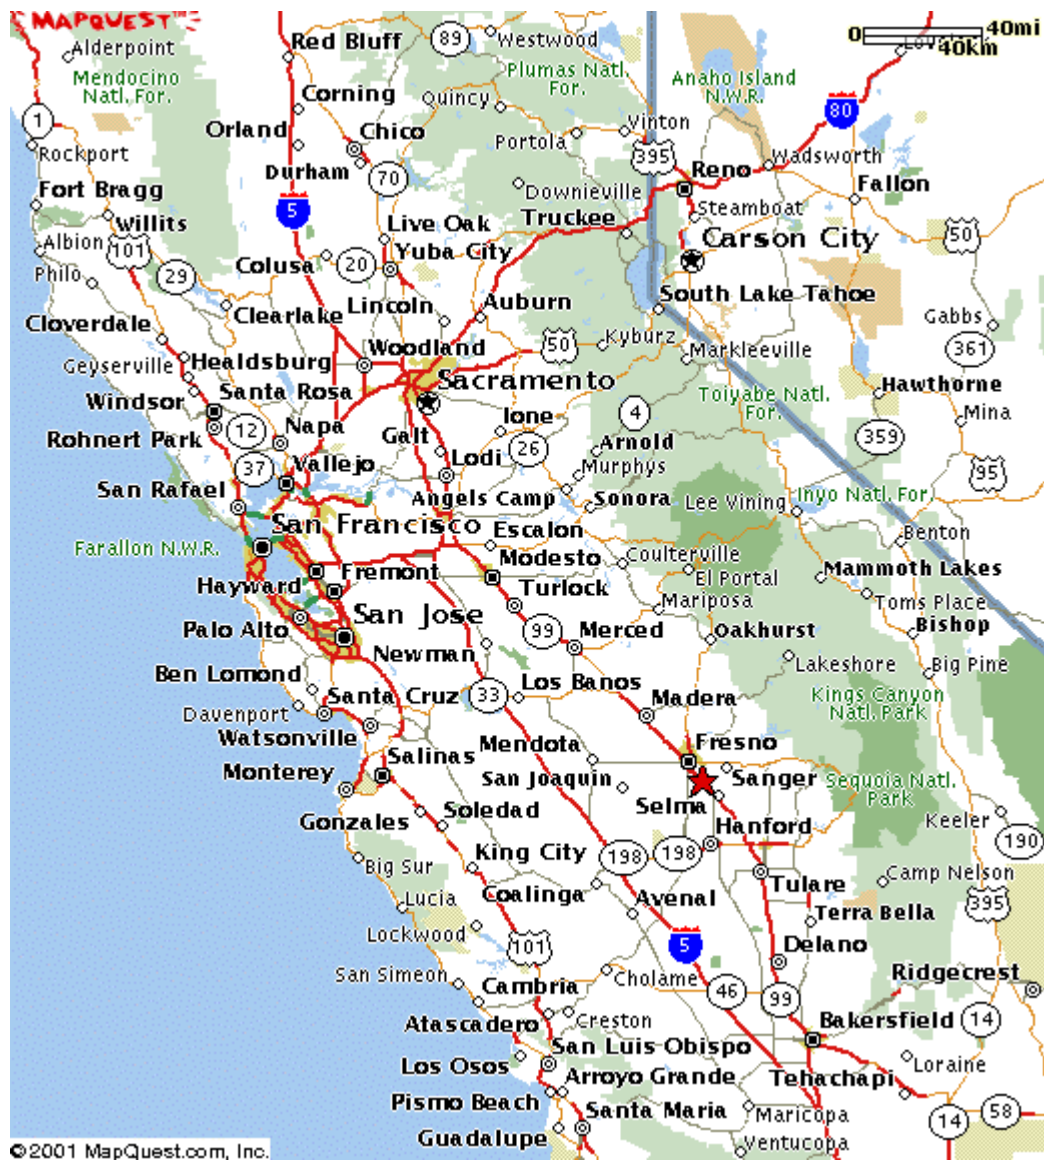 MAPQUEST
Alderpoint
Red Bluff
89
Westwood
0
40mi
40km
Mendocino
Natl. For.
Plumas Natl.
For.
Anaho Island
N.W.R.
1
Corning
Quincy
80
Orland
Chico
Portola
Vinton
Rockport
Durham
70
395
Reno
Wadsworth
Fort Bragg
Downieville
Fallon
Willits
5
Live Oak
Truckee
Steamboat
Albion
101
Yuba City
Carson City
50
Philo
29
Colusa
20
Clearlake
Lincoln
Auburn
South Lake Tahoe
Gabbs
Cloverdale
Woodland
50
Kyburz
Markleeville
361
Geyserville
Healdsburg
Sacramento
Toiyabe Natl.
For.
Hawthorne
Windsor
Santa Rosa
Ione
4
Mina
Rohnert Park
12
Napa
Galt
26
Arnold
359
37
Vallejo
Lodi
Murphys
95
San Rafael
Angels Camp
Sonora
Lee Vining
Inyo Natl. For.
San Francisco
Escalon
Benton
Farallon N.W.R.
Modesto
Coulterville
Mammoth Lakes
Hayward
Fremont
Turlock
El Portal
Toms Place
Palo Alto
San Jose
99
Merced
Mariposa
Bishop
Newman
Oakhurst
Ben Lomond
Lakeshore
Big Pine
Santa Cruz
33
Los Banos
Kings Canyon
Natl. Park
Davenport
Madera
Watsonville
Mendota
Fresno
Monterey
Salinas
San Joaquin
Sanger
Sequoia Natl.
Park
Gonzales
Soledad
Selma
Hanford
Keeler
190
Big Sur
King City
198
198
Coalinga
Tulare
Camp Nelson
Lucia
Avenal
Terra Bella
395
Lockwood
101
5
Delano
San Simeon
Cholame
Ridgecrest
Cambria
46
99
Atascadero
Creston
Bakersfield
14
San Luis Obispo
Los Osos
Loraine
Arroyo Grande
Tehachapi
Pismo Beach
Santa Maria
Maricopa
14
58
Guadalupe
Ventucopa
©2001 MapQuest.com, Inc.